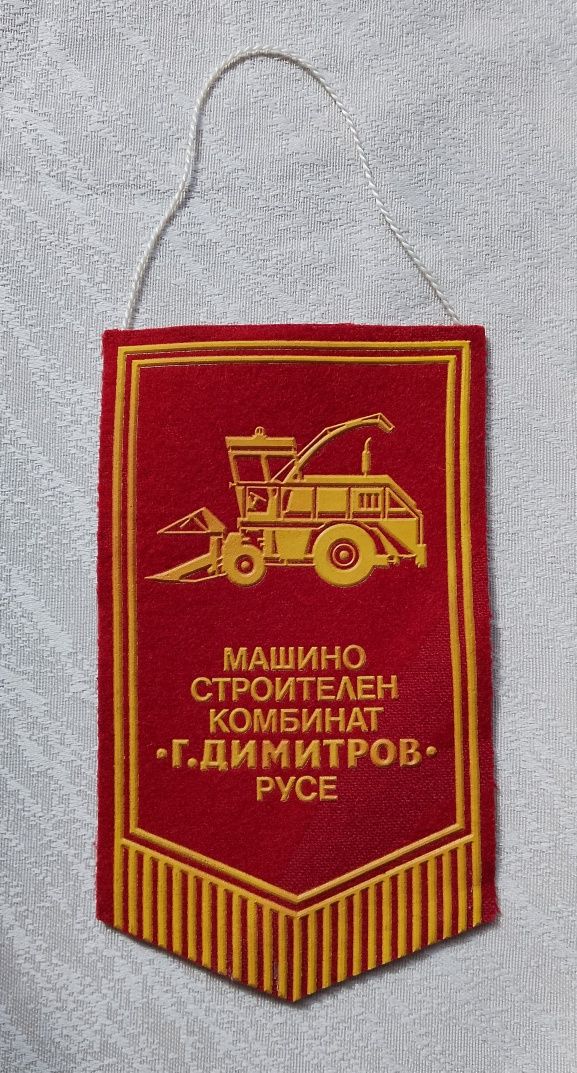 МАШИНО
СТРОИТЕЛЕН
КОМБИНАТ
·Г.ДИМИТРОВ·
РУСЕ